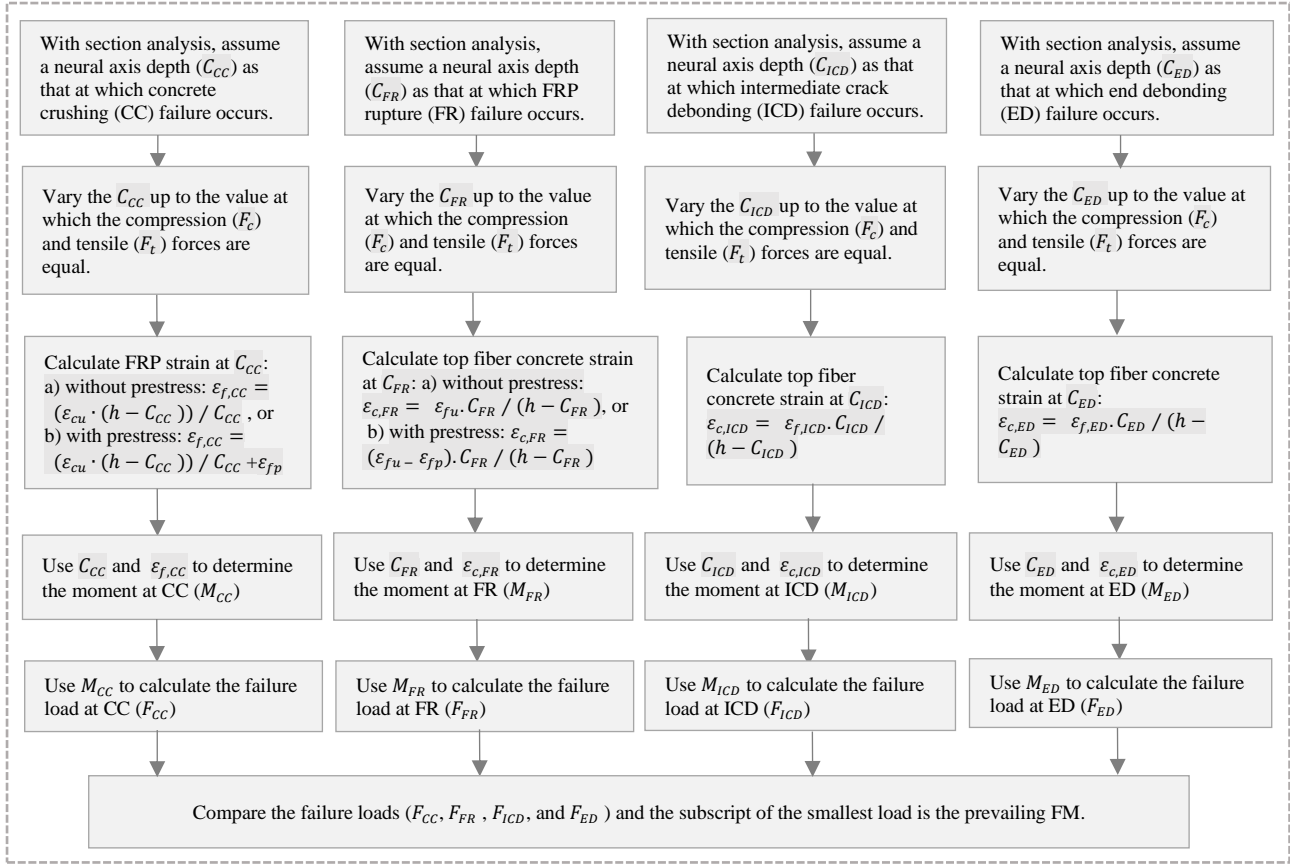 With section analysis, assume
a neural axis depth (C_CC) as
that at which concrete
crushing (CC) failure occurs.
With section analysis,
assume a neural axis depth
(C_FR) as that at which FRP
rupture (FR) failure occurs.
With section analysis, assume a
neural axis depth (C_ICD) as that
at which intermediate crack
debonding (ICD) failure occurs.
With section analysis, assume
a neural axis depth (C_ED) as
that at which end debonding
(ED) failure occurs.
Vary the C_CC up to the value at
which the compression (F_c)
and tensile (F_t) forces are
equal.
Vary the C_FR up to the value
at which the compression
(F_c) and tensile (F_t) forces
are equal.
Vary the C_ICD up to the value at
which the compression (F_c) and
tensile (F_t) forces are equal.
Vary the C_ED up to the value at
which the compression (F_c)
and tensile (F_t) forces are
equal.
Calculate FRP strain at C_CC:
a) without prestress: ε_f,CC =
(ε_cu · (h − C_CC)) / C_CC , or
b) with prestress: ε_f,CC =
(ε_cu · (h − C_CC)) / C_CC +ε_fp
Calculate top fiber concrete strain
at C_FR: a) without prestress:
ε_c,FR = ε_fu. C_FR / (h − C_FR), or
b) with prestress: ε_c,FR =
(ε_fu − ε_fp). C_FR / (h − C_FR)
Calculate top fiber
concrete strain at C_ICD:
ε_c,ICD = ε_f,ICD. C_ICD /
(h − C_ICD )
Calculate top fiber concrete
strain at C_ED:
ε_c,ED = ε_f,ED. C_ED / (h −
C_ED )
Use C_CC and ε_f,CC to determine
the moment at CC (M_CC)
Use C_FR and ε_c,FR to determine
the moment at FR (M_FR)
Use C_ICD and ε_c,ICD to determine
the moment at ICD (M_ICD)
Use C_ED and ε_c,ED to determine
the moment at ED (M_ED)
Use M_CC to calculate the failure
load at CC (F_CC)
Use M_FR to calculate the failure
load at FR (F_FR)
Use M_ICD to calculate the failure
load at ICD (F_ICD)
Use M_ED to calculate the failure
load at ED (F_ED)
Compare the failure loads (F_CC, F_FR , F_ICD, and F_ED ) and the subscript of the smallest load is the prevailing FM.